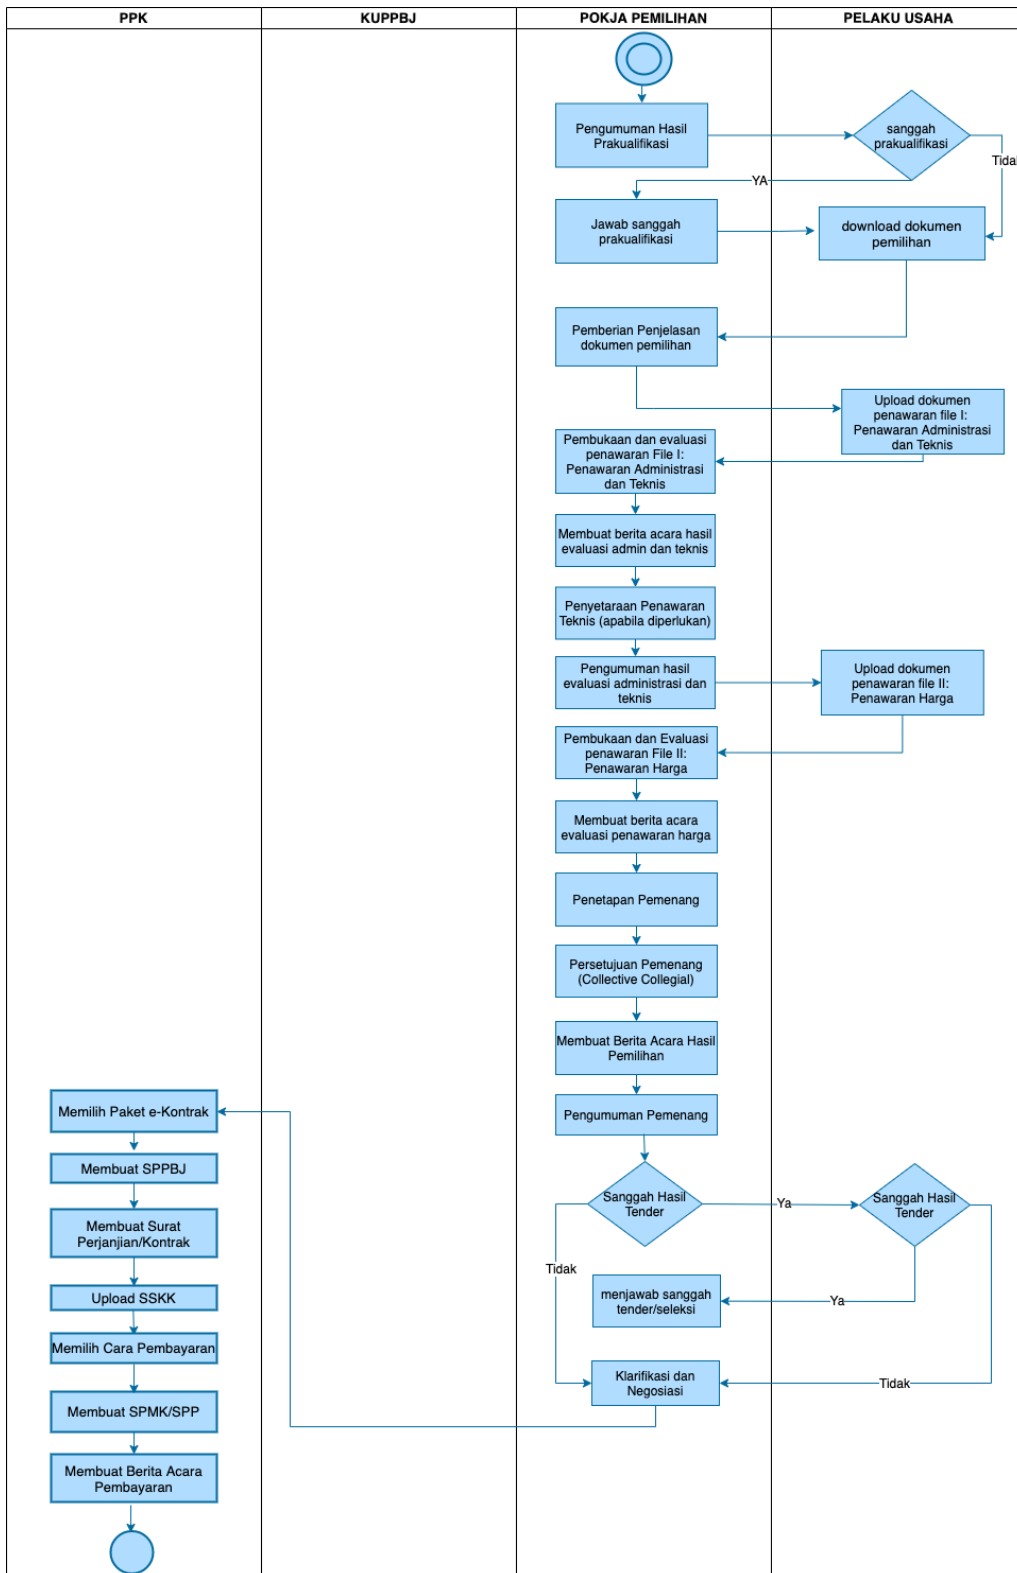 PPK
KUPPBJ
POKJA PEMILIHAN
PELAKU USAHA
Pengumuman Hasil
Prakualifikasi
sanggah
prakualifikasi
Tidak
YA
Jawab sanggah
prakualifikasi
download dokumen
pemilihan
Pemberian Penjelasan
dokumen pemilihan
Upload dokumen
penawaran file I:
Penawaran Administrasi
dan Teknis
Pembukaan dan evaluasi
penawaran File I:
Penawaran Administrasi
dan Teknis
Membuat berita acara hasil
evaluasi admin dan teknis
Penyetaraan Penawaran
Teknis (apabila diperlukan)
Pengumuman hasil
evaluasi administrasi dan
teknis
Upload dokumen
penawaran file II:
Penawaran Harga
Pembukaan dan Evaluasi
penawaran File II:
Penawaran Harga
Membuat berita acara
evaluasi penawaran harga
Penetapan Pemenang
Persetujuan Pemenang
(Collective Collegial)
Membuat Berita Acara Hasil
Pemilihan
Pengumuman Pemenang
Sanggah Hasil
Tender
Ya
Sanggah Hasil
Tender
Tidak
menjawab sanggah
tender/seleksi
Ya
Klarifikasi dan
Negosiasi
Tidak
Memilih Paket e-Kontrak
Membuat SPPBJ
Membuat Surat
Perjanjian/Kontrak
Upload SSKK
Memilih Cara Pembayaran
Membuat SPMK/SPP
Membuat Berita Acara
Pembayaran